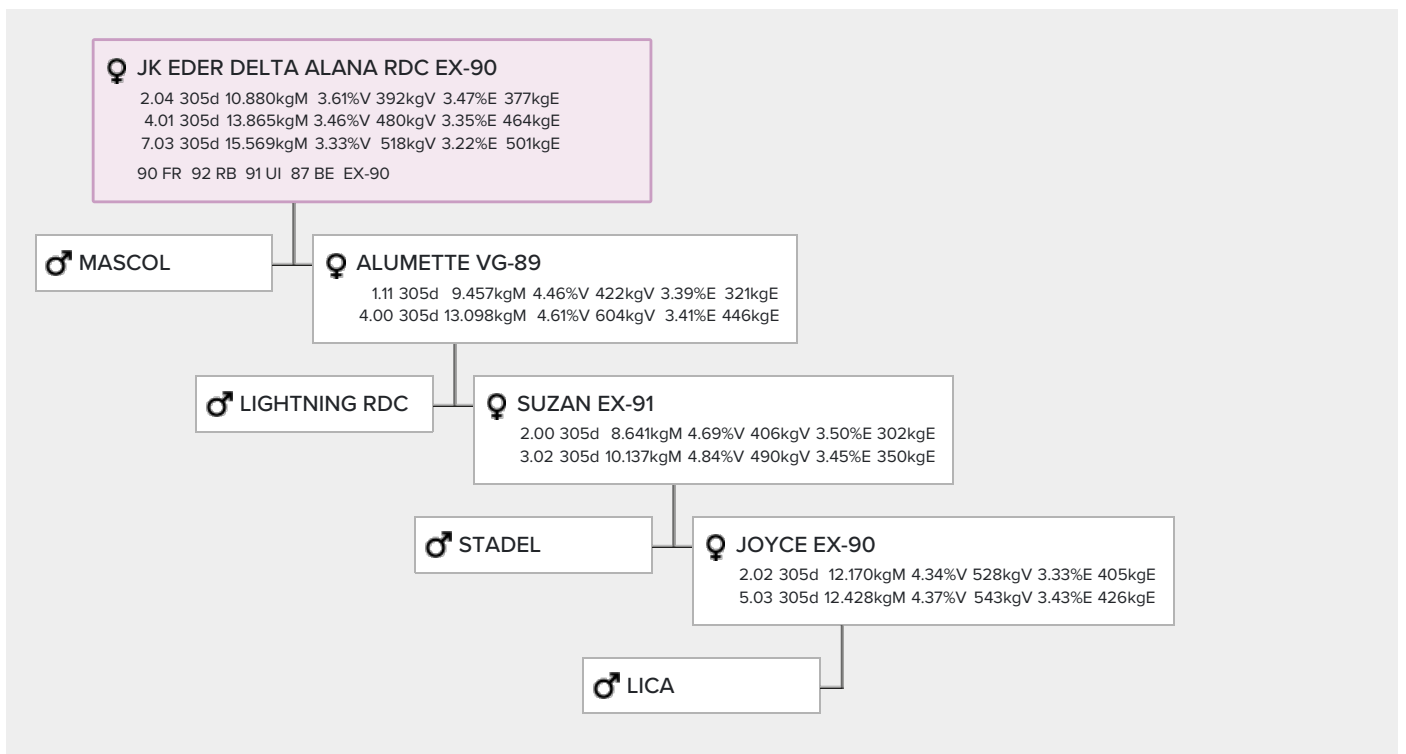 JK EDER DELTA ALANA RDC EX-90
2.04 305d 10.880kgM 3.61%V 392kgV 3.47%E 377kgE
4.01 305d 13.865kgM 3.46%V 480kgV 3.35%E 464kgE
7.03 305d 15.569kgM 3.33%V 518kgV 3.22%E 501kgE
90 FR 92 RB 91 UI 87 BE EX-90
MASCOL
ALUMETTE VG-89
1.11 305d 9.457kgM 4.46%V 422kgV 3.39%E 321kgE
4.00 305d 13.098kgM 4.61%V 604kgV 3.41%E 446kgE
LIGHTNING RDC
SUZAN EX-91
2.00 305d 8.641kgM 4.69%V 406kgV 3.50%E 302kgE
3.02 305d 10.137kgM 4.84%V 490kgV 3.45%E 350kgE
STADEL
JOYCE EX-90
2.02 305d 12.170kgM 4.34%V 528kgV 3.33%E 405kgE
5.03 305d 12.428kgM 4.37%V 543kgV 3.43%E 426kgE
LICA